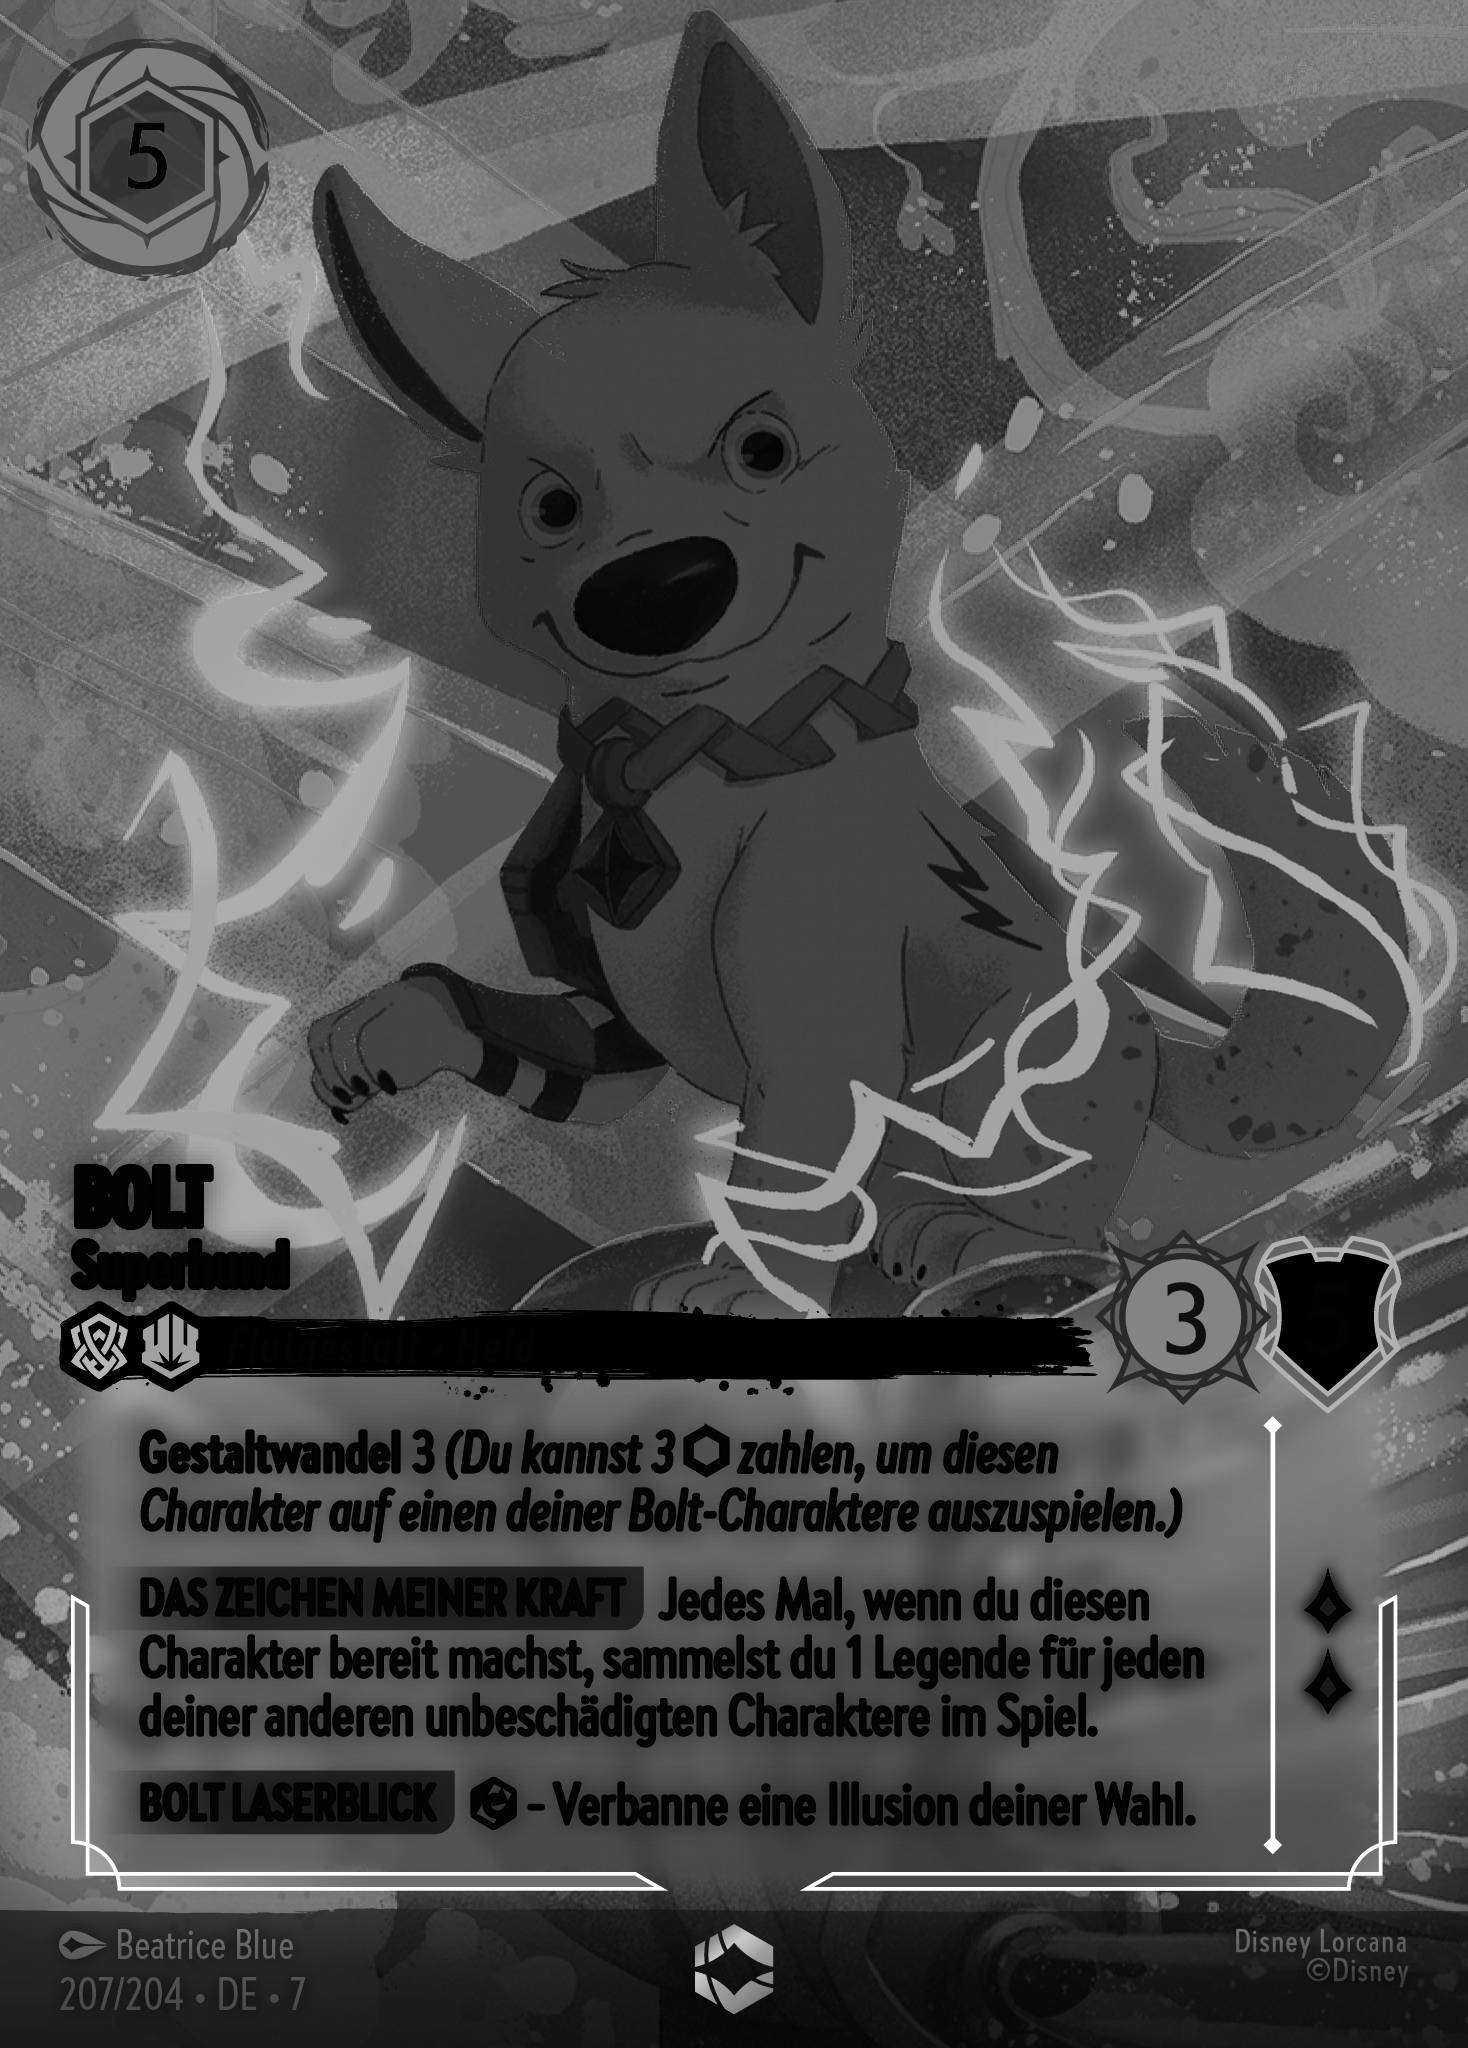 5
BOLT
Superhund
Flutgestalt • Held
3
5
Gestaltwandel 3 (Du kannst 3 zahlen, um diesen
Charakter auf einen deiner Bolt-Charaktere auszuspielen.)
DAS ZEICHEN MEINER KRAFT Jedes Mal, wenn du diesen
Charakter bereit machst, sammelst du 1 Legende für jeden
deiner anderen unbeschädigten Charaktere im Spiel.
BOLT LASERBLICK – Verbanne eine Illusion deiner Wahl.
Beatrice Blue
207/204 • DE • 7
Disney Lorcana
©Disney